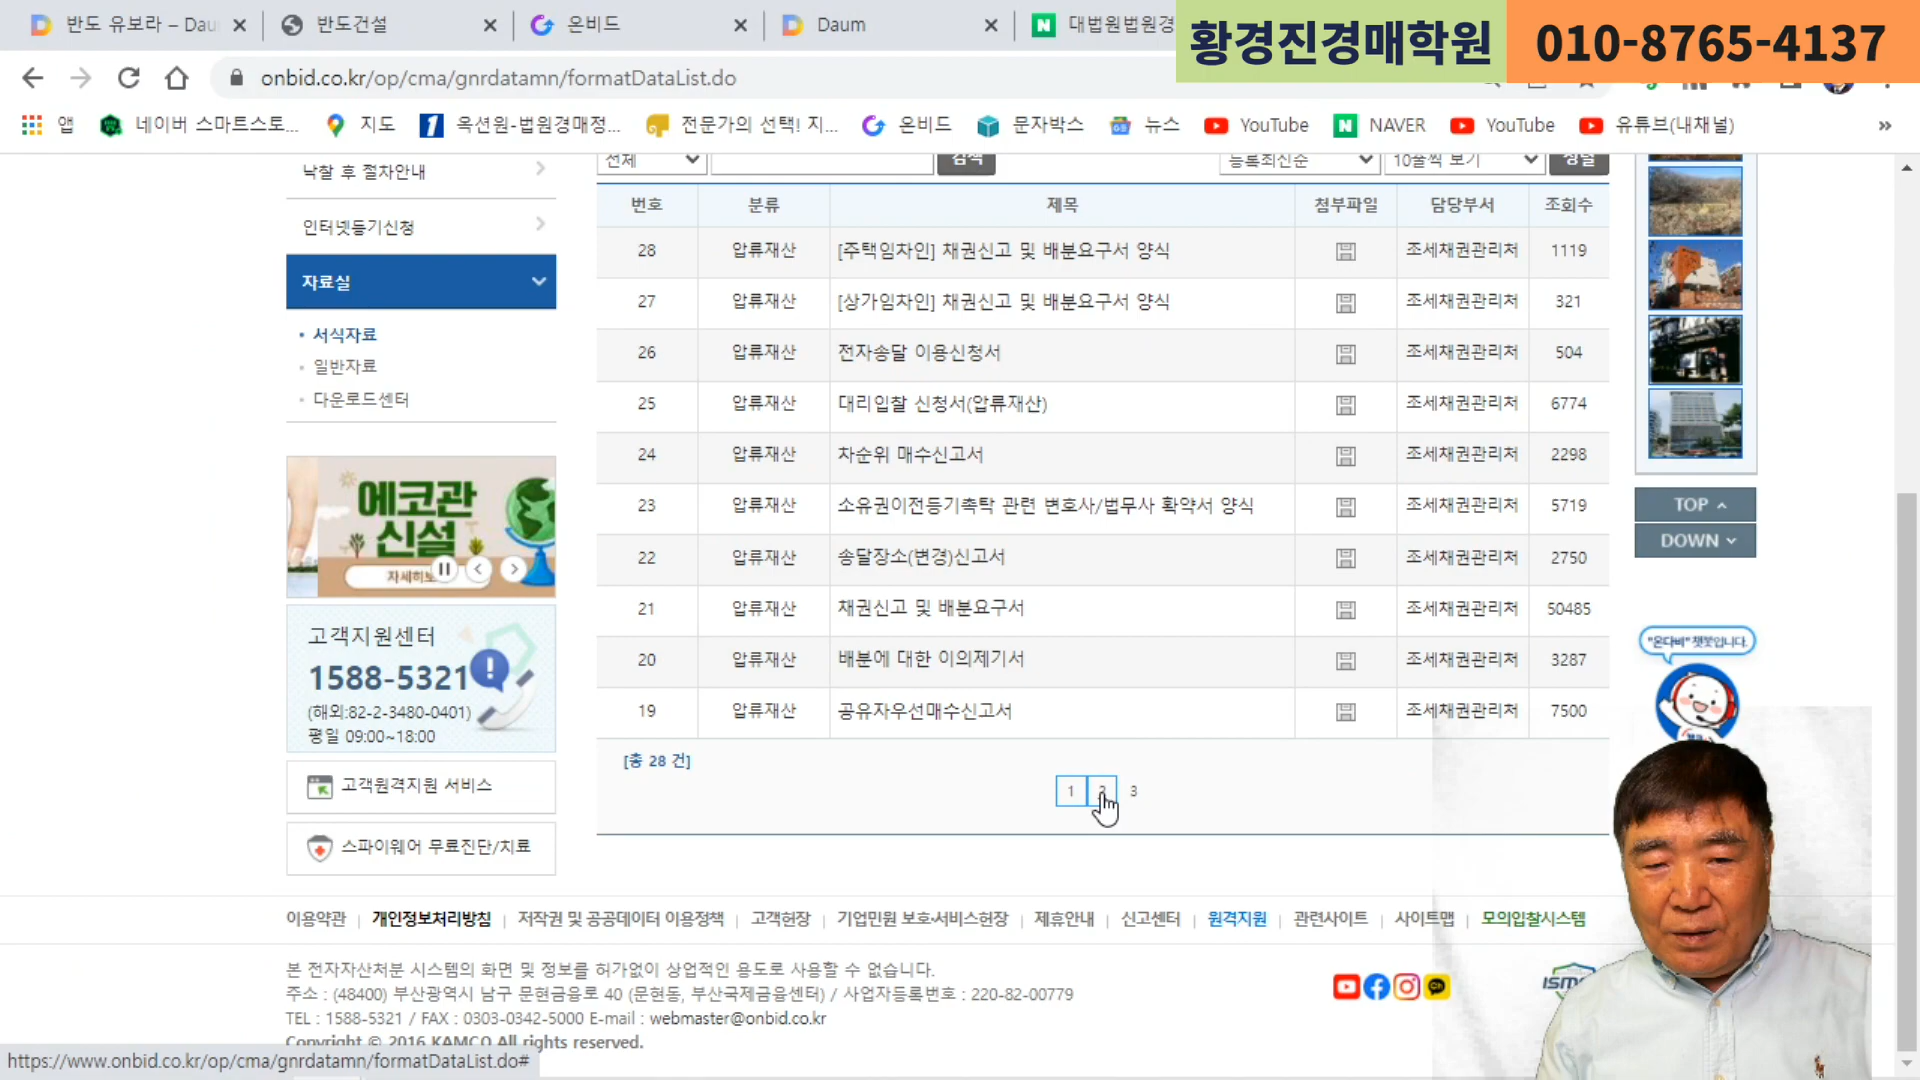 반도 유보라 – Dau
반도건설
온비드
Daum
대법원법원경
황경진경매학원
010-8765-4137
onbid.co.kr/op/cma/gnrdatamn/formatDataList.do
앱
네이버 스마트스토...
지도
옥션원-법원경매정...
전문가의 선택! 지...
온비드
문자박스
뉴스
YouTube
NAVER
YouTube
유튜브(내채널)
»
낙찰 후 절차안내
인터넷등기신청
자료실
• 서식자료
• 일반자료
• 다운로드센터
전체
검색
등록최신순
10줄씩 보기
정렬
번호 분류 제목 첨부파일 담당부서 조회수
28 압류재산 [주택임차인] 채권신고 및 배분요구서 양식 조세채권관리처 1119
27 압류재산 [상가임차인] 채권신고 및 배분요구서 양식 조세채권관리처 321
26 압류재산 전자송달 이용신청서 조세채권관리처 504
25 압류재산 대리입찰 신청서(압류재산) 조세채권관리처 6774
24 압류재산 차순위 매수신고서 조세채권관리처 2298
23 압류재산 소유권이전등기촉탁 관련 변호사/법무사 확약서 양식 조세채권관리처 5719
22 압류재산 송달장소(변경)신고서 조세채권관리처 2750
21 압류재산 채권신고 및 배분요구서 조세채권관리처 50485
20 압류재산 배분에 대한 이의제기서 조세채권관리처 3287
19 압류재산 공유자우선매수신고서 조세채권관리처 7500
[총 28 건]
1 2 3
에코관
신설
자세히보
고객지원센터
1588-5321
(해외:82-2-3480-0401)
평일 09:00~18:00
고객원격지원 서비스
스파이웨어 무료진단/치료
TOP
DOWN
"온다비" 챗봇입니다.
이용약관 | 개인정보처리방침 | 저작권 및 공공데이터 이용정책 | 고객헌장 | 기업민원 보호·서비스헌장 | 제휴안내 | 신고센터 | 원격지원 | 관련사이트 | 사이트맵 | 모의입찰시스템
본 전자자산처분 시스템의 화면 및 정보를 허가없이 상업적인 용도로 사용할 수 없습니다.
주소 : (48400) 부산광역시 남구 문현금융로 40 (문현동, 부산국제금융센터) / 사업자등록번호 : 220-82-00779
TEL : 1588-5321 / FAX : 0303-0342-5000 E-mail : webmaster@onbid.co.kr
Copyright © 2016 KAMCO All rights reserved.
https://www.onbid.co.kr/op/cma/gnrdatamn/formatDataList.do#